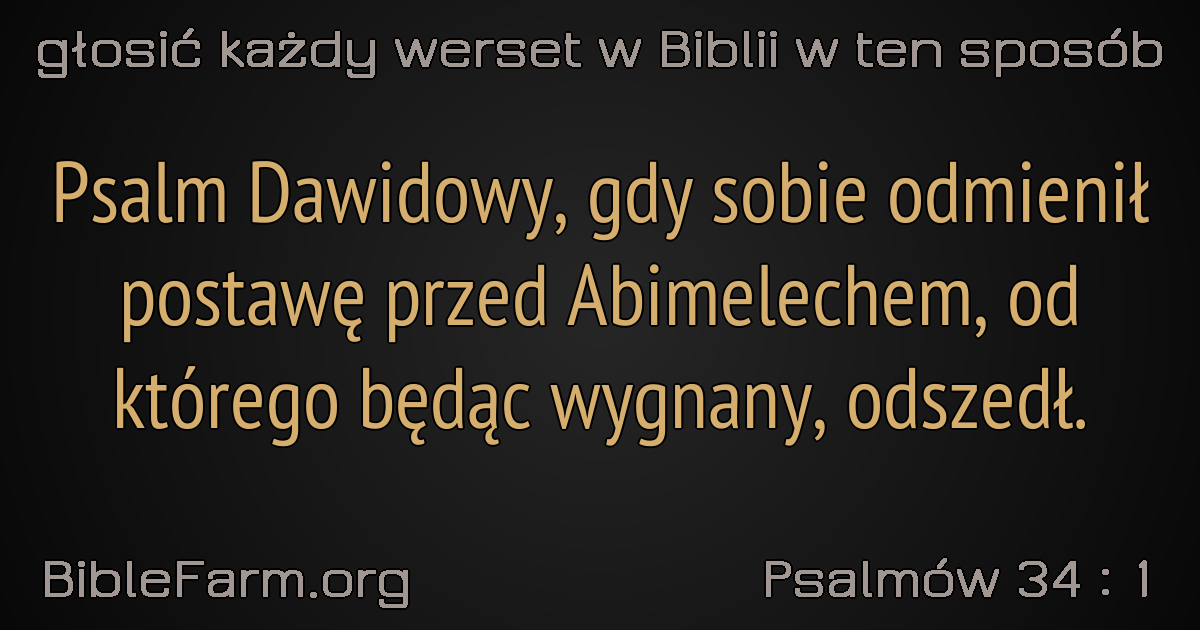 głosić każdy werset w Biblii w ten sposób
Psalm Dawidowy, gdy sobie odmienił
postawę przed Abimelechem, od
którego będąc wygnany, odszedł.
BibleFarm.org
Psalmów 34 : 1